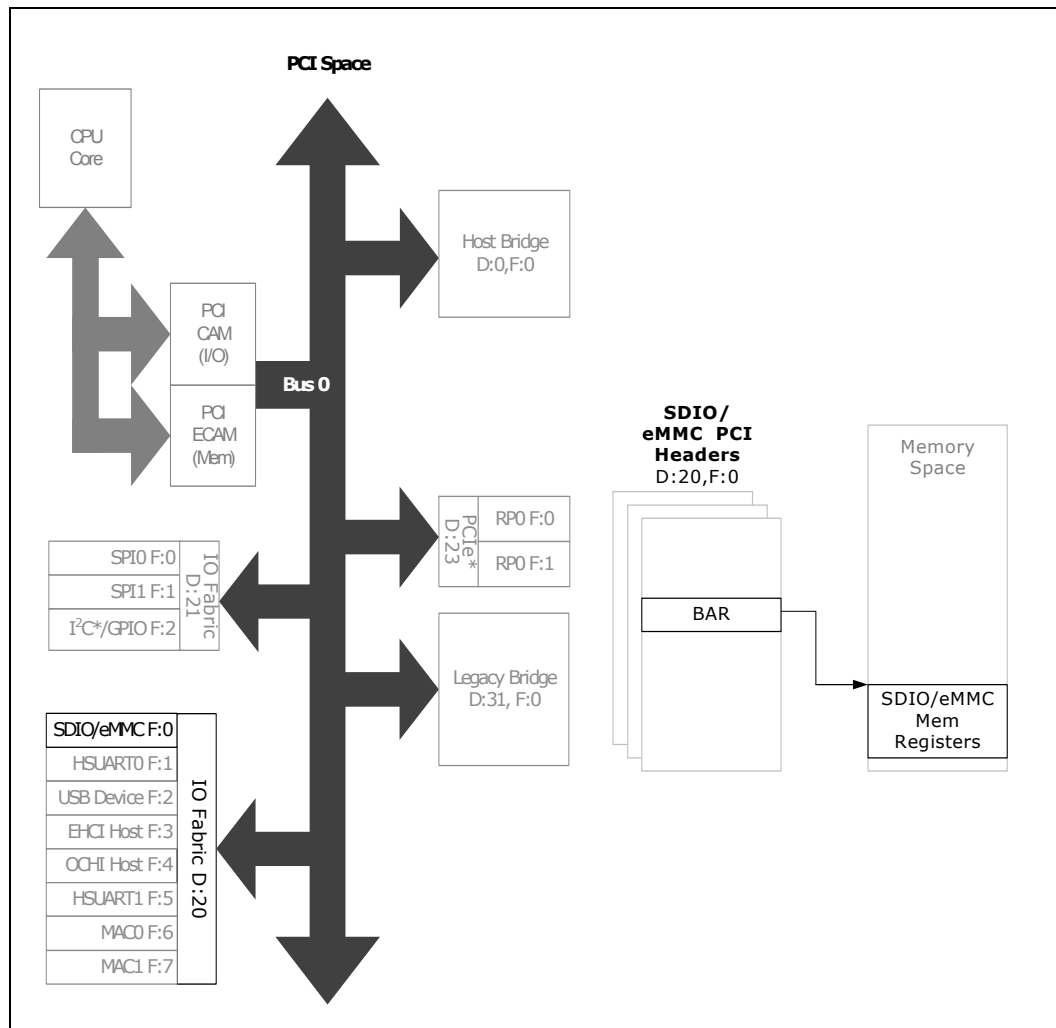 PCI Space
CPU
Core
Host Bridge
D:0,F:0
PCI
CAM
(I/O)
Bus 0
PCI
ECAM
(Mem)
SDIO/
eMMC PCI
Headers
D:20,F:0
Memory
Space
PCIe*
D:23
RP0 F:0
RP0 F:1
SPI0 F:0
SPI1 F:1
I²C*/GPIO F:2
IO Fabric
D:21
BAR
Legacy Bridge
D:31, F:0
SDIO/eMMC
Mem
Registers
SDIO/eMMC F:0
HSUART0 F:1
USB Device F:2
EHCI Host F:3
OCHI Host F:4
HSUART1 F:5
MAC0 F:6
MAC1 F:7
IO Fabric D:20